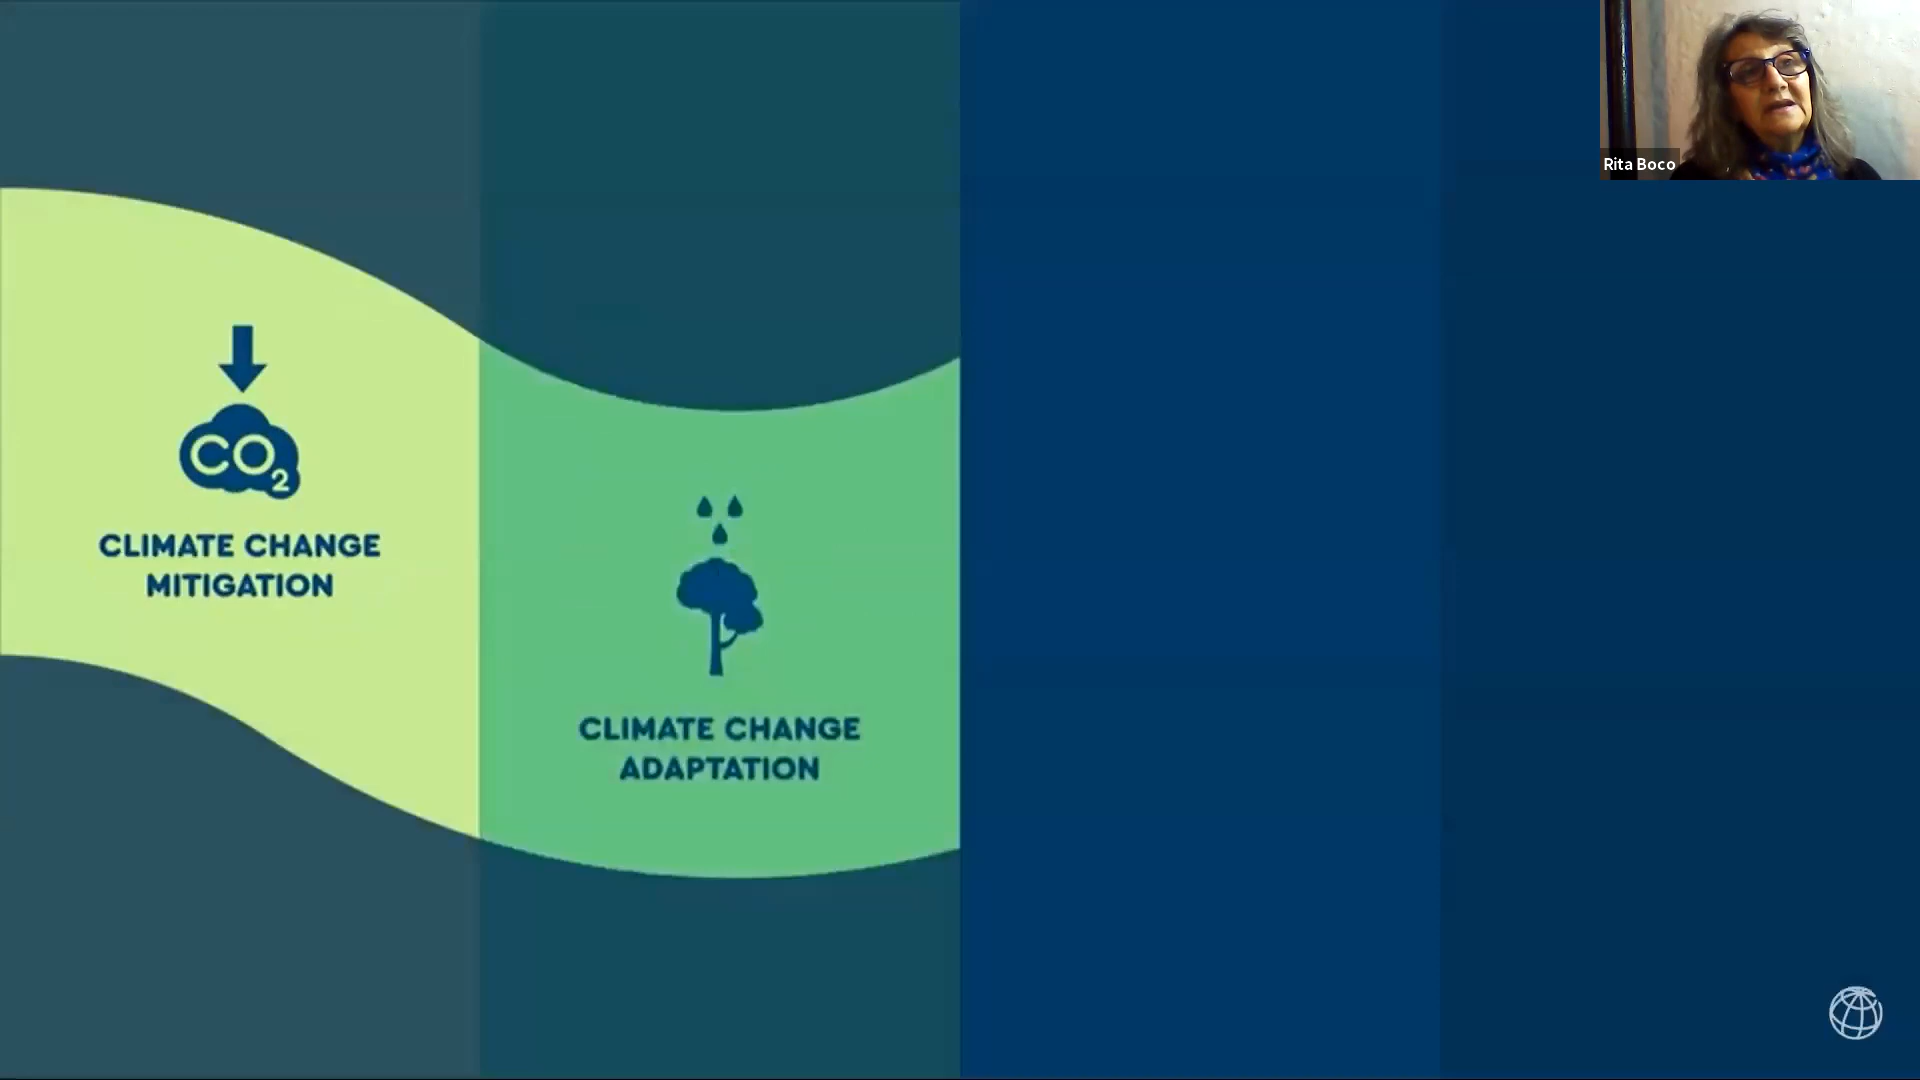 Rita Boco
CO2
CLIMATE CHANGE
MITIGATION
CLIMATE CHANGE
ADAPTATION